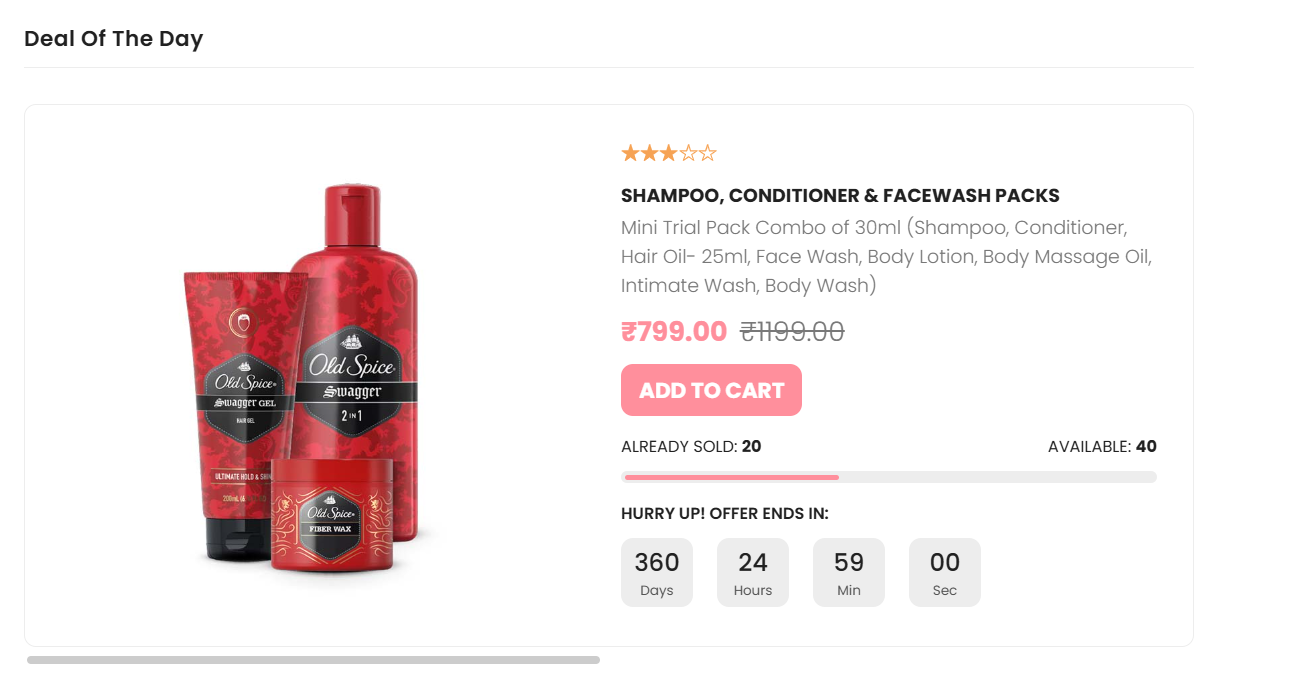 Deal Of The Day
SHAMPOO, CONDITIONER & FACEWASH PACKS
Mini Trial Pack Combo of 30ml (Shampoo, Conditioner,
Hair Oil- 25ml, Face Wash, Body Lotion, Body Massage Oil,
Intimate Wash, Body Wash)
₹799.00 ₹1199.00
ADD TO CART
ALREADY SOLD: 20 AVAILABLE: 40
HURRY UP! OFFER ENDS IN:
360 24 59 00
Days Hours Min Sec
Old Spice
Swagger
2 IN 1
Old Spice
Swagger GEL
HAIR GEL
ULTIMATE HOLD &
200mL
Old Spice
FIBER WAX